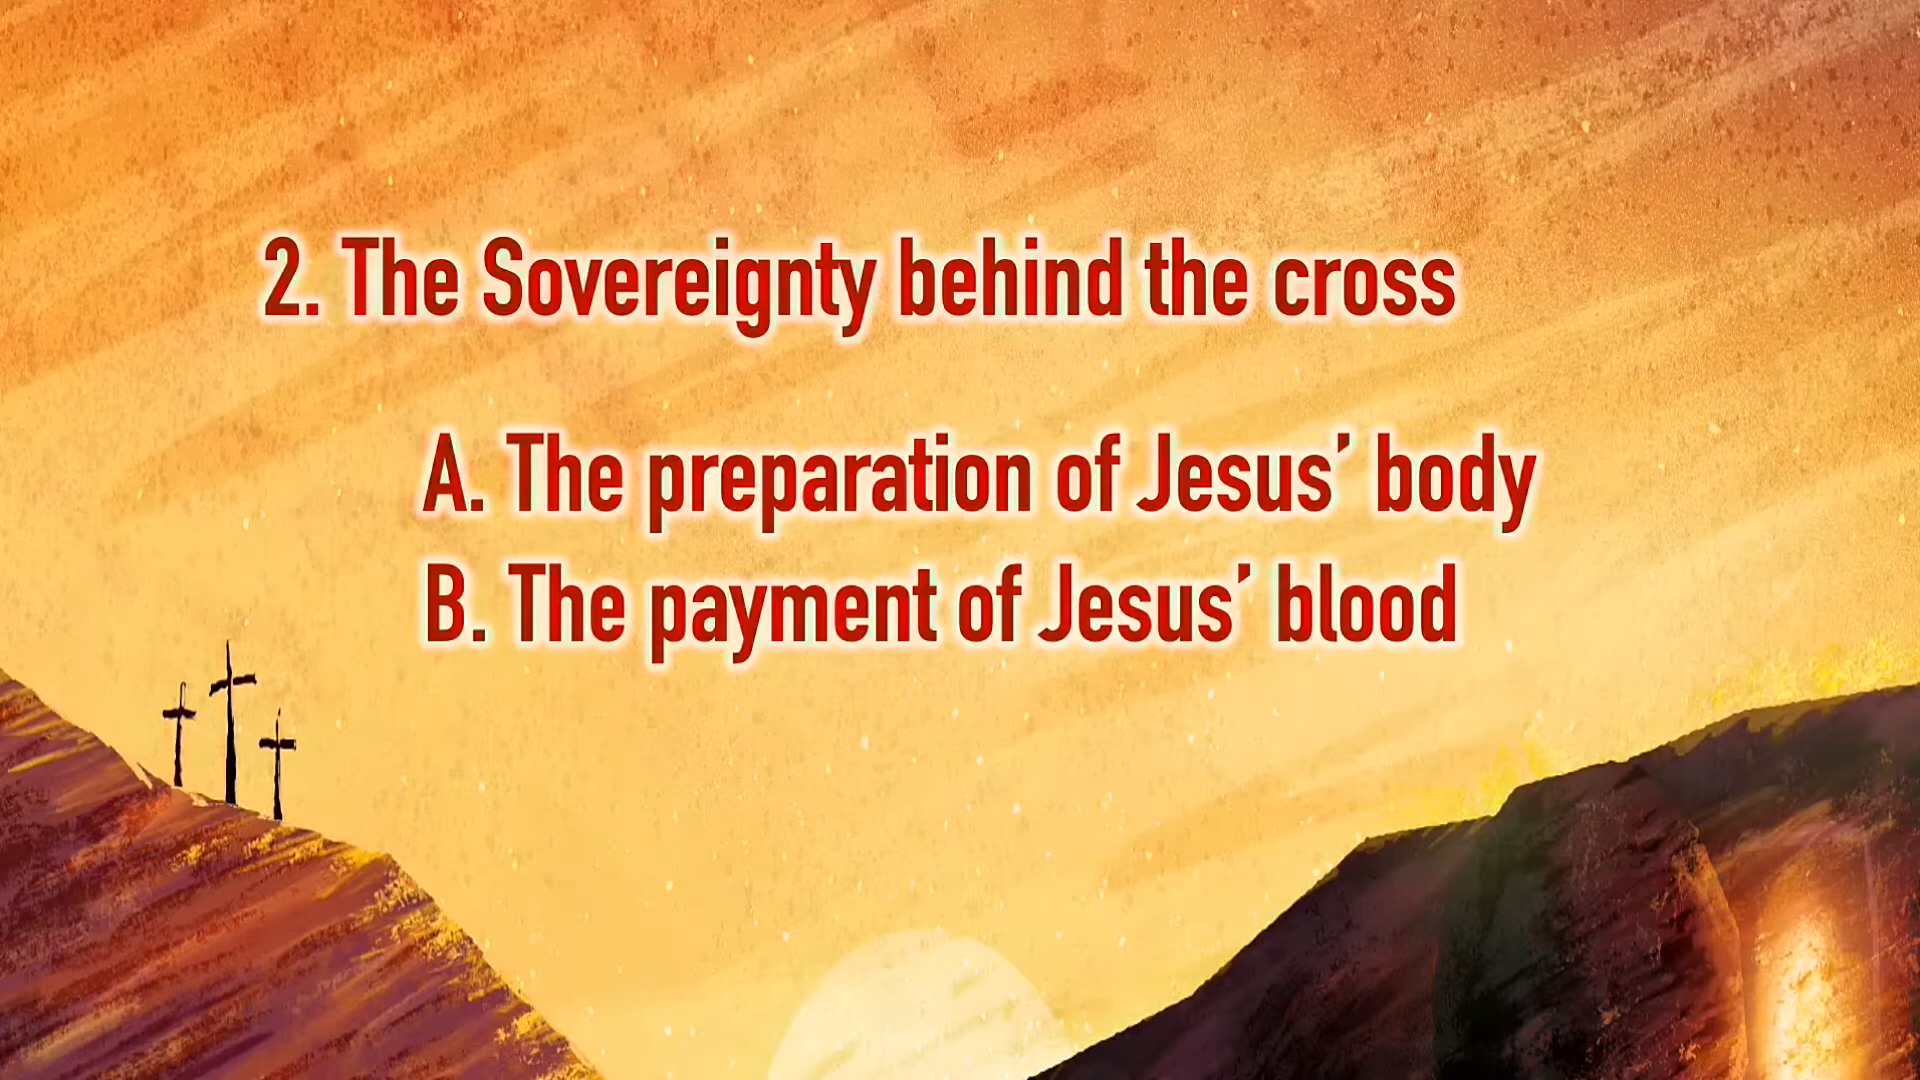 2. The Sovereignty behind the cross
A. The preparation of Jesus’ body
B. The payment of Jesus’ blood